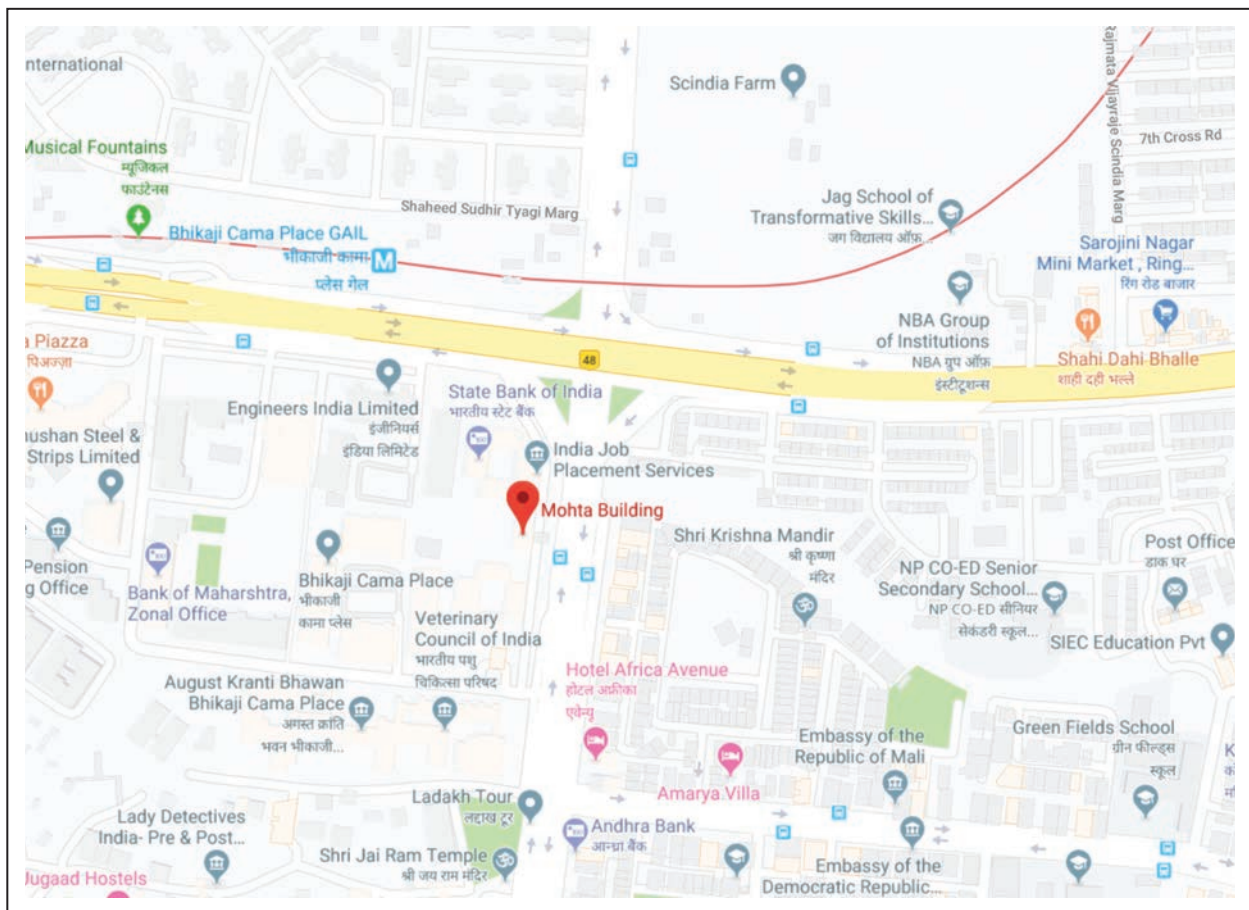 nternational
Scindia Farm
Rajmata Vijayraje Scindia Marg
7th Cross Rd
Musical Fountains
म्यूजिकल
फाउंटेनस
Shaheed Sudhir Tyagi Marg
Jag School of
Transformative Skills...
जग विद्यालय ऑफ़...
Bhikaji Cama Place GAIL
भीकाजी कामा
प्लेस गेल
M
Sarojini Nagar
Mini Market , Ring...
रिंग रोड बाजार
NBA Group
of Institutions
NBA ग्रुप ऑफ़
इंस्टीटूशन्स
Shahi Dahi Bhalle
शाही दही भल्ले
a Piazza
पिअज़्ज़ा
48
Engineers India Limited
इंजीनियर्स
इंडिया लिमिटेड
State Bank of India
भारतीय स्टेट बैंक
India Job
Placement Services
ushan Steel &
Strips Limited
Mohta Building
Shri Krishna Mandir
श्री कृष्णा
मंदिर
Post Office
डाक घर
Pension
g Office
Bank of Maharshtra,
Zonal Office
Bhikaji Cama Place
भीकाजी
कामा प्लेस
NP CO-ED Senior
Secondary School...
NP CO-ED सीनियर
सेकंडरी स्कूल...
SIEC Education Pvt
Veterinary
Council of India
भारतीय पशु
चिकित्सा परिषद
Hotel Africa Avenue
होटल अफ्रीका
एवेन्यू
August Kranti Bhawan
Bhikaji Cama Place
अगस्त क्रांति
भवन भीकाजी...
Embassy of the
Republic of Mali
Green Fields School
ग्रीन फील्ड्स
स्कूल
K
Amarya Villa
Ladakh Tour
लद्दाख टूर
Lady Detectives
India- Pre & Post...
Andhra Bank
आन्ध्रा बैंक
Shri Jai Ram Temple
श्री जय राम मंदिर
Embassy of the
Democratic Republic...
Jugaad Hostels